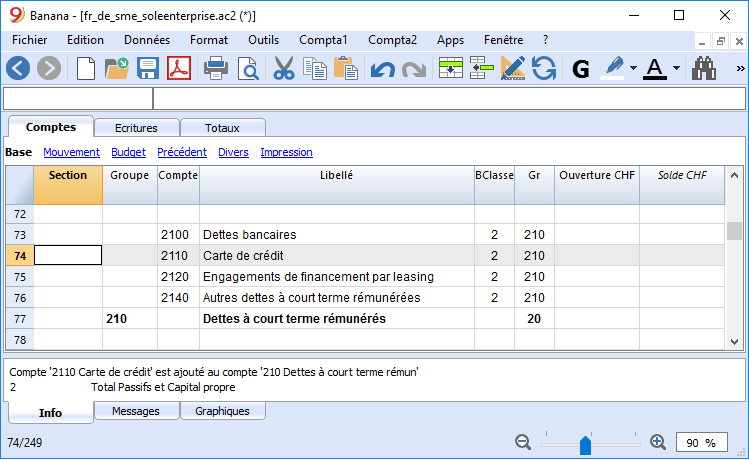 Banana - [fr_de_sme_soleenterprise.ac2 (*)]
Fichier Edition Données Format Outils Compta1 Compta2 Apps Fenêtre ?
G A »
Comptes Ecritures Totaux
Base Mouvement Budget Précédent Divers Impression
Section Groupe Compte Libellé BClasse Gr Ouverture CHF Solde CHF
72
73 2100 Dettes bancaires 2 210
74 2110 Carte de crédit 2 210
75 2120 Engagements de financement par leasing 2 210
76 2140 Autres dettes à court terme rémunérées 2 210
77 210 Dettes à court terme rémunérés 20
78
Compte '2110 Carte de crédit' est ajouté au compte '210 Dettes à court terme rémun'
2 Total Passifs et Capital propre
Info Messages Graphiques
74/249 90 %